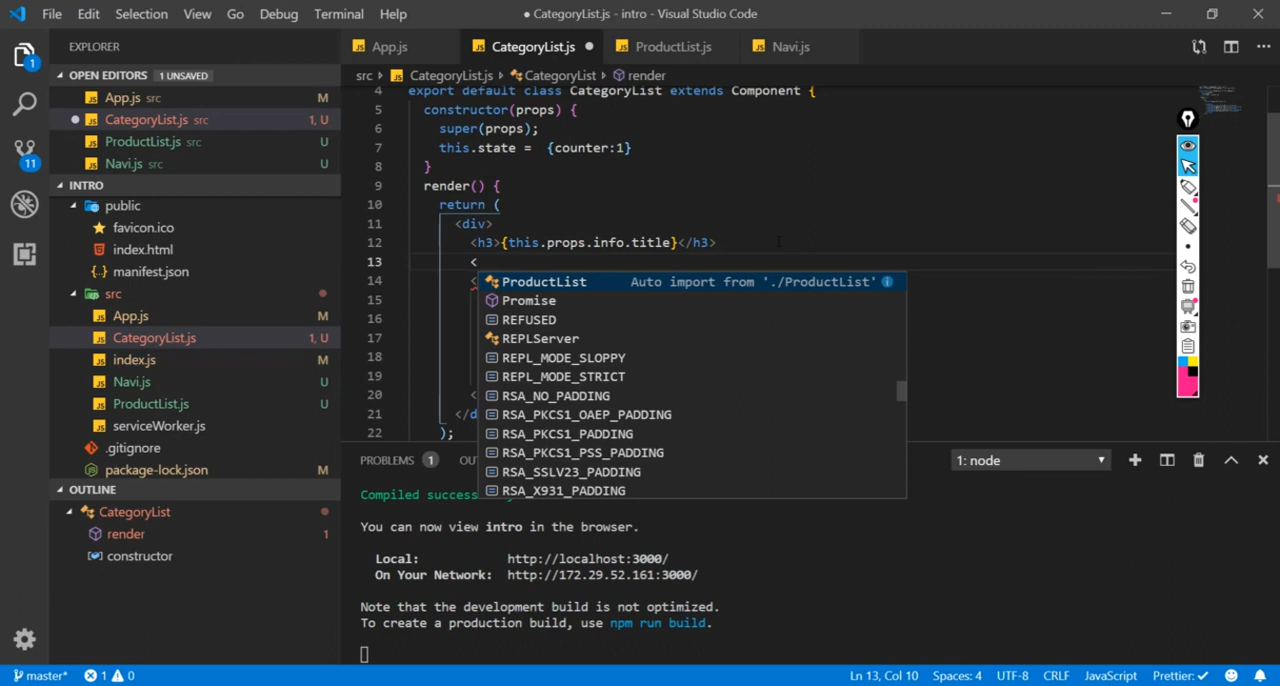 File Edit Selection View Go Debug Terminal Help
● CategoryList.js - intro - Visual Studio Code
EXPLORER
OPEN EDITORS 1 UNSAVED
App.js src M
CategoryList.js src 1, U
ProductList.js src U
Navi.js src U
INTRO
public
favicon.ico
index.html
manifest.json
src
App.js M
CategoryList.js 1, U
index.js M
Navi.js U
ProductList.js U
serviceWorker.js
.gitignore
package-lock.json M
OUTLINE
CategoryList
render 1
constructor
1
11
App.js CategoryList.js ProductList.js Navi.js
src CategoryList.js CategoryList render
4 export default class CategoryList extends Component {
5 constructor(props) {
6 super(props);
7 this.state = {counter:1}
8 }
9 render() {
10 return (
11 <div>
12 <h3>{this.props.info.title}</h3>
13 <
14 <
15
16
17
18
19
20 <
21 </d
22 );
ProductList Auto import from './ProductList'
Promise
REFUSED
REPLServer
REPL_MODE_SLOPPY
REPL_MODE_STRICT
RSA_NO_PADDING
RSA_PKCS1_OAEP_PADDING
RSA_PKCS1_PADDING
RSA_PKCS1_PSS_PADDING
RSA_SSLV23_PADDING
RSA_X931_PADDING
PROBLEMS 1 OU 1: node
Compiled success
You can now view intro in the browser.
Local: http://localhost:3000/
On Your Network: http://172.29.52.161:3000/
Note that the development build is not optimized.
To create a production build, use npm run build.
master* 1 0 Ln 13, Col 10 Spaces: 4 UTF-8 CRLF JavaScript Prettier: